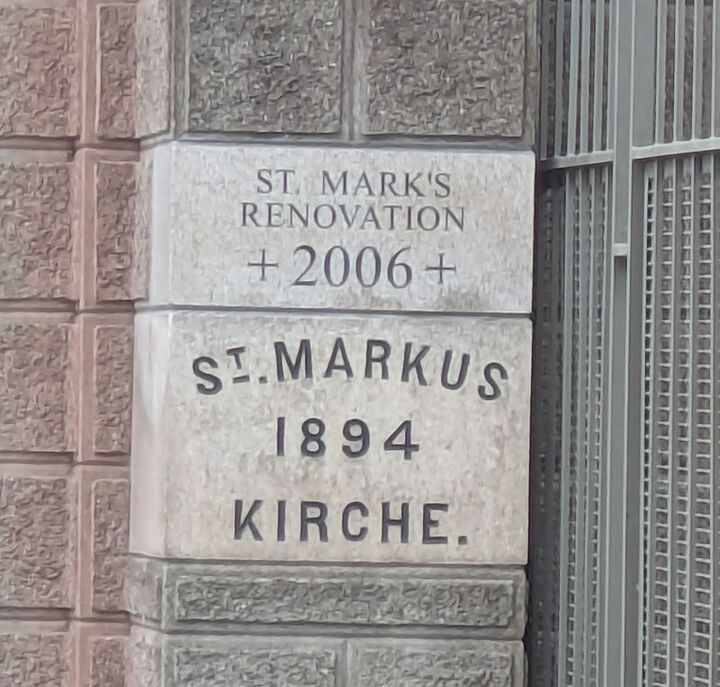 ST. MARK'S
RENOVATION
+2006+
ST. MARKUS
1894
KIRCHE.